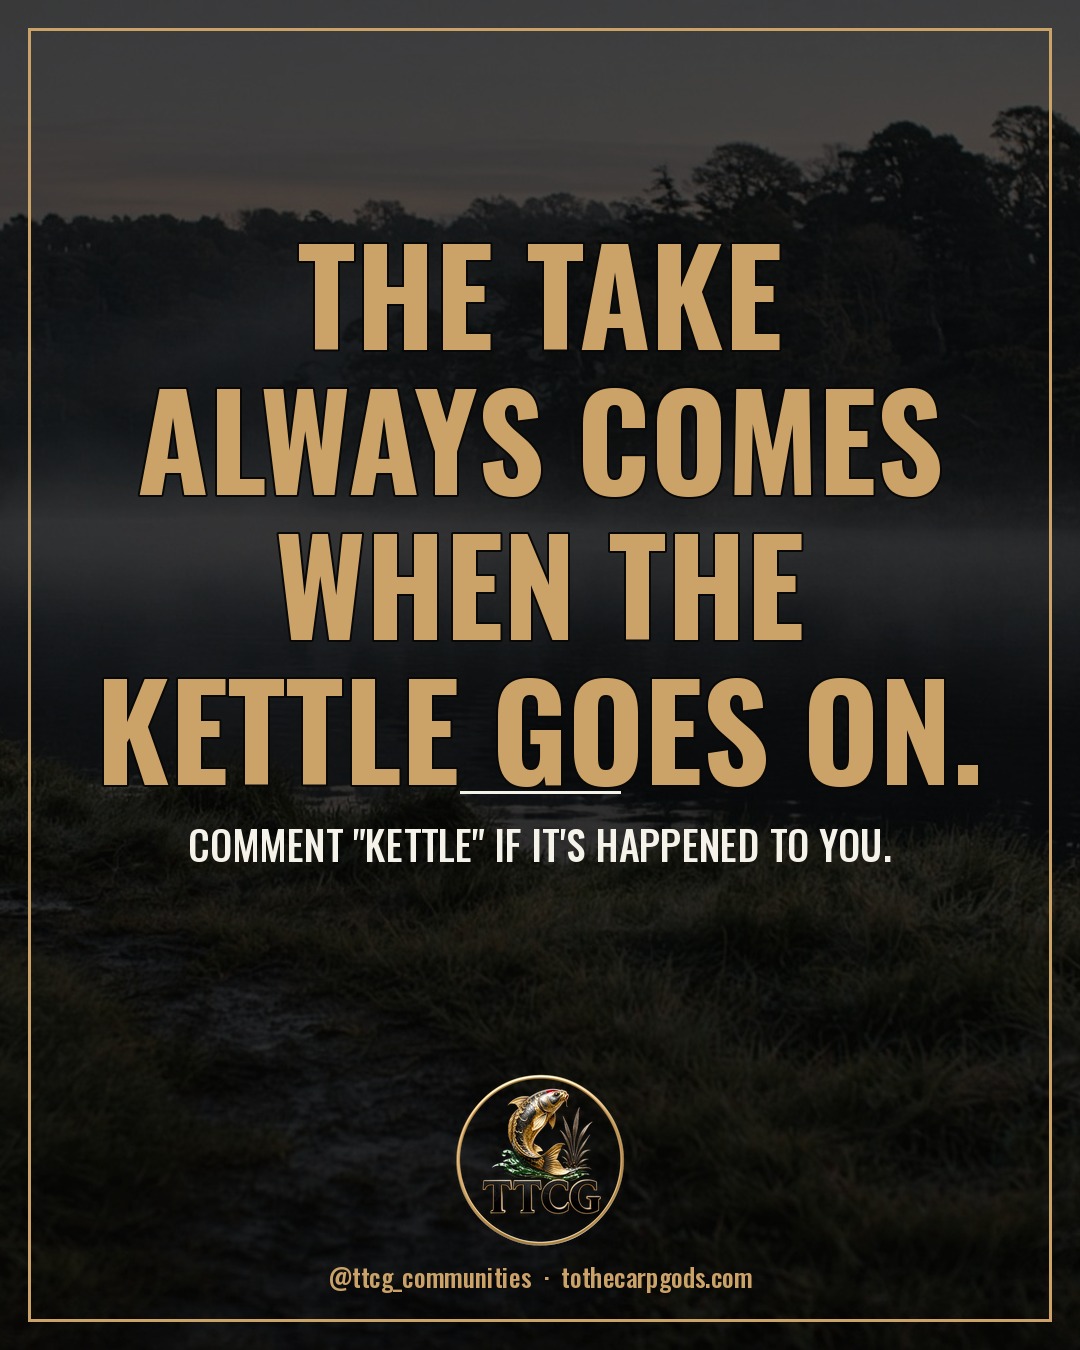 THE TAKE
ALWAYS COMES
WHEN THE
KETTLE GOES ON.
COMMENT "KETTLE" IF IT'S HAPPENED TO YOU.
TTCG
@ttcg_communities · tothecarpgods.com